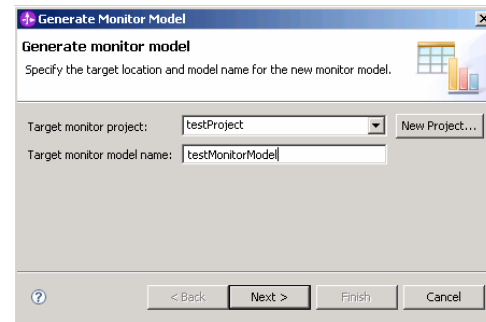 Generate Monitor Model
Generate monitor model
Specify the target location and model name for the new monitor model.
Target monitor project: testProject New Project...
Target monitor model name: testMonitorModel
? < Back Next > Finish Cancel